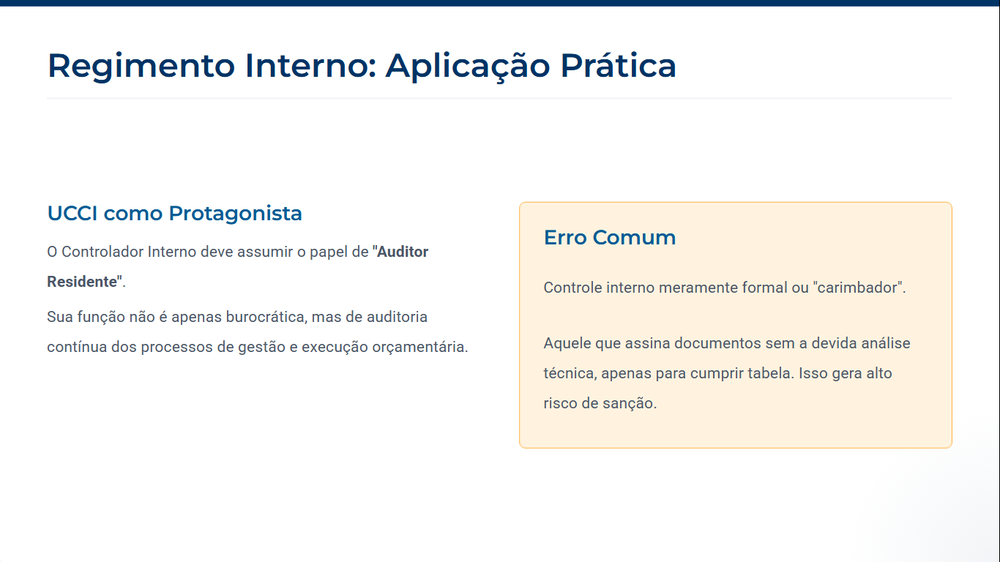 Regimento Interno: Aplicação Prática
UCCI como Protagonista
O Controlador Interno deve assumir o papel de "Auditor
Residente".
Sua função não é apenas burocrática, mas de auditoria
contínua dos processos de gestão e execução orçamentária.
Erro Comum
Controle interno meramente formal ou "carimbador".
Aquele que assina documentos sem a devida análise
técnica, apenas para cumprir tabela. Isso gera alto
risco de sanção.